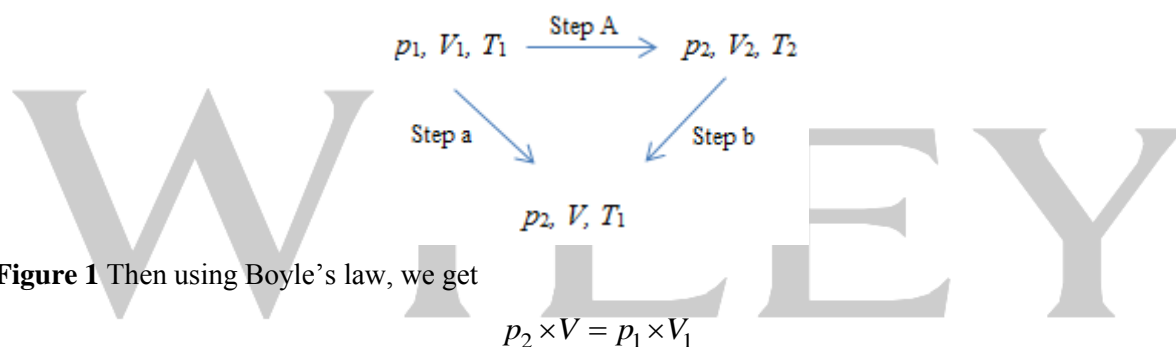 p₁, V₁, T₁ Step A p₂, V₂, T₂
Step a Step b
p₂, V, T₁
WILEY
Figure 1 Then using Boyle’s law, we get
p₂ × V = p₁ × V₁